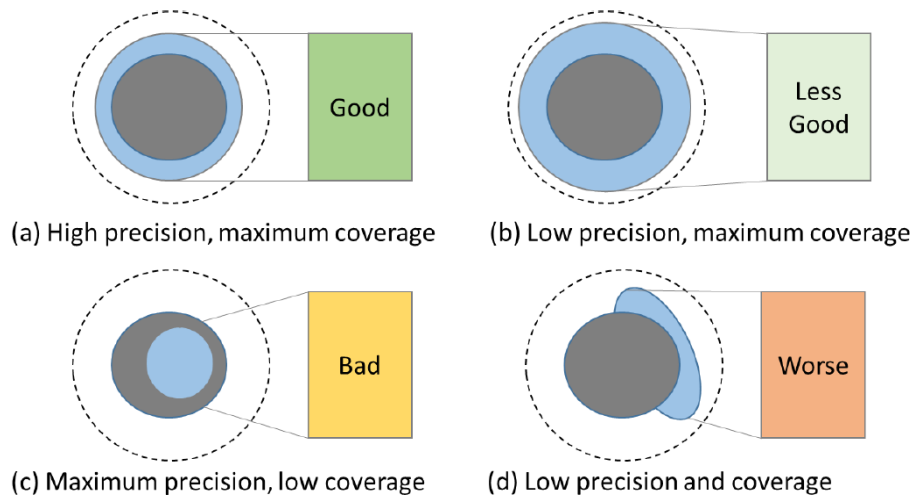 Good
Less
Good
(a) High precision, maximum coverage
(b) Low precision, maximum coverage
Bad
Worse
(c) Maximum precision, low coverage
(d) Low precision and coverage